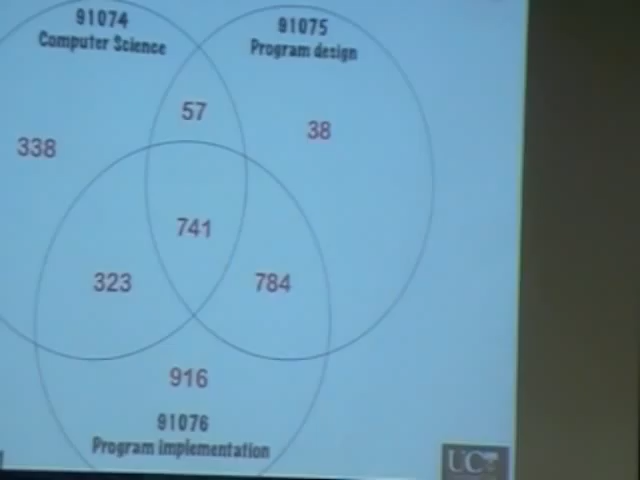 91074
Computer Science
91075
Program design
57
38
338
741
323
784
916
91076
Program implementation
UC